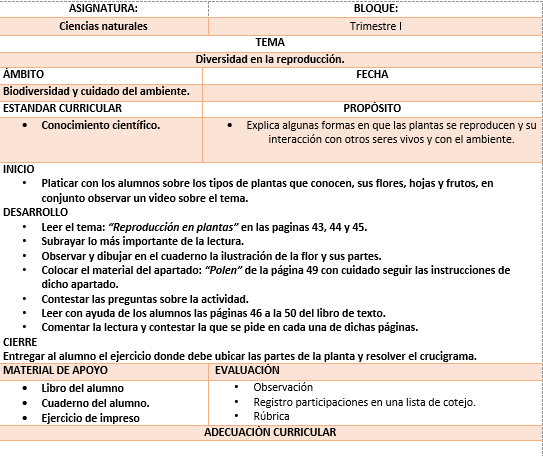 ASIGNATURA: BLOQUE:
Ciencias naturales Trimestre I
TEMA
Diversidad en la reproducción.
ÁMBITO FECHA
Biodiversidad y cuidado del ambiente.
ESTANDAR CURRICULAR PROPÓSITO
• Conocimiento científico. • Explica algunas formas en que las plantas se reproducen y su
interacción con otros seres vivos y con el ambiente.
INICIO
• Platicar con los alumnos sobre los tipos de plantas que conocen, sus flores, hojas y frutos, en
conjunto observar un video sobre el tema.
DESARROLLO
• Leer el tema: “Reproducción en plantas” en las paginas 43, 44 y 45.
• Subrayar lo más importante de la lectura.
• Observar y dibujar en el cuaderno la ilustración de la flor y sus partes.
• Colocar el material del apartado: “Polen” de la página 49 con cuidado seguir las instrucciones de
dicho apartado.
• Contestar las preguntas sobre la actividad.
• Leer con ayuda de los alumnos las páginas 46 a la 50 del libro de texto.
• Comentar la lectura y contestar la que se pide en cada una de dichas páginas.
CIERRE
Entregar al alumno el ejercicio donde debe ubicar las partes de la planta y resolver el crucigrama.
MATERIAL DE APOYO EVALUACIÓN
• Libro del alumno • Observación
• Cuaderno del alumno. • Registro participaciones en una lista de cotejo.
• Ejercicio de impreso • Rúbrica
ADECUACIÓN CURRICULAR